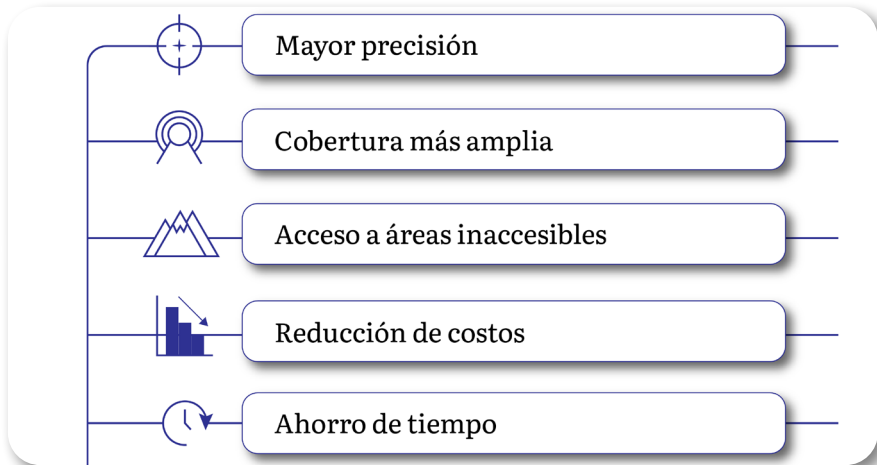 Mayor precisión
Cobertura más amplia
Acceso a áreas inaccesibles
Reducción de costos
Ahorro de tiempo